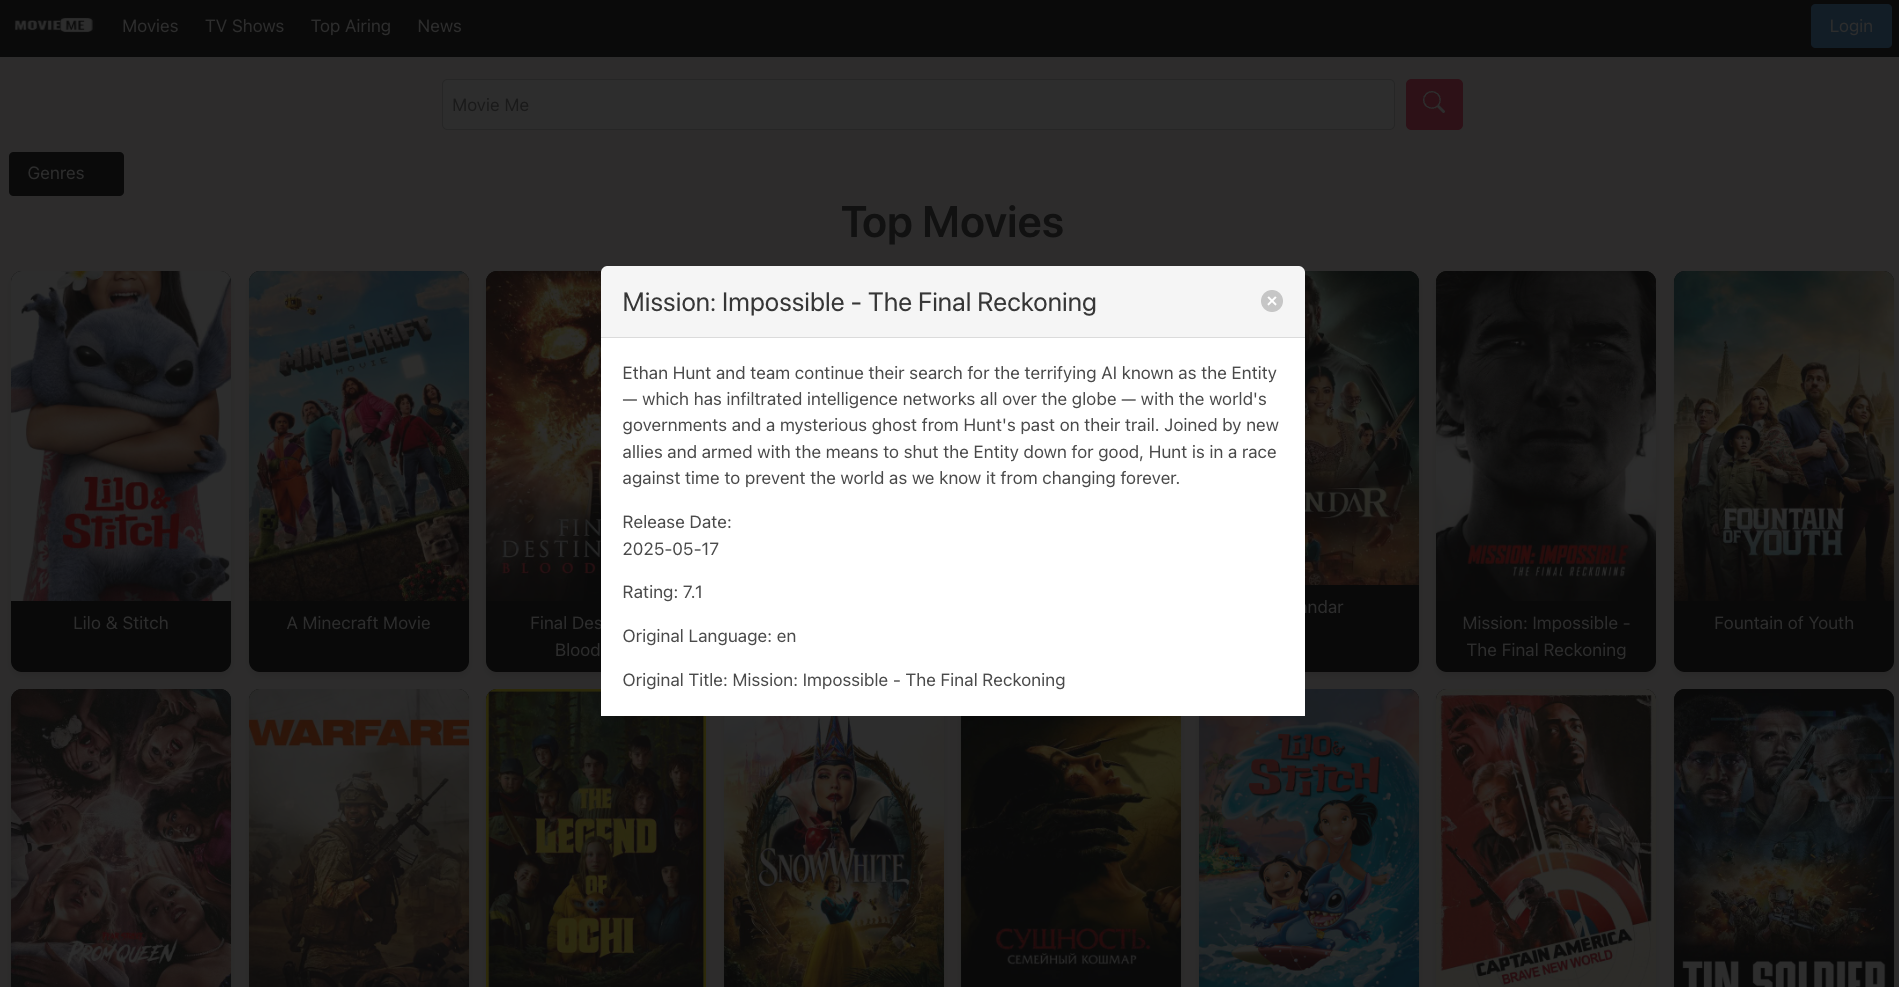 MOVIE ME
Movies
TV Shows
Top Airing
News
Login
Movie Me
Genres
Top Movies
Mission: Impossible - The Final Reckoning
Ethan Hunt and team continue their search for the terrifying AI known as the Entity
— which has infiltrated intelligence networks all over the globe — with the world's
governments and a mysterious ghost from Hunt's past on their trail. Joined by new
allies and armed with the means to shut the Entity down for good, Hunt is in a race
against time to prevent the world as we know it from changing forever.
Release Date:
2025-05-17
Rating: 7.1
Original Language: en
Original Title: Mission: Impossible - The Final Reckoning
LiLO &
StitcH
Lilo & Stitch
MINECRAFT
MOVIE
A Minecraft Movie
FIN
DESTIN
BLOOD
Final Des
Blood
NDAR
ndar
MISSION: IMPOSSIBLE
THE FINAL RECKONING
Mission: Impossible -
The Final Reckoning
FOUNTAIN
OF YOUTH
Fountain of Youth
PROM QUEEN
WARFARE
THE
LEGEND
OF
OCHI
SNOW WHITE
СУЩНОСТЬ.
СЕМЕЙНЫЙ КОШМАР
LiLO &
StitcH
CAPTAIN AMERICA
BRAVE NEW WORLD
TIN SOLDIER